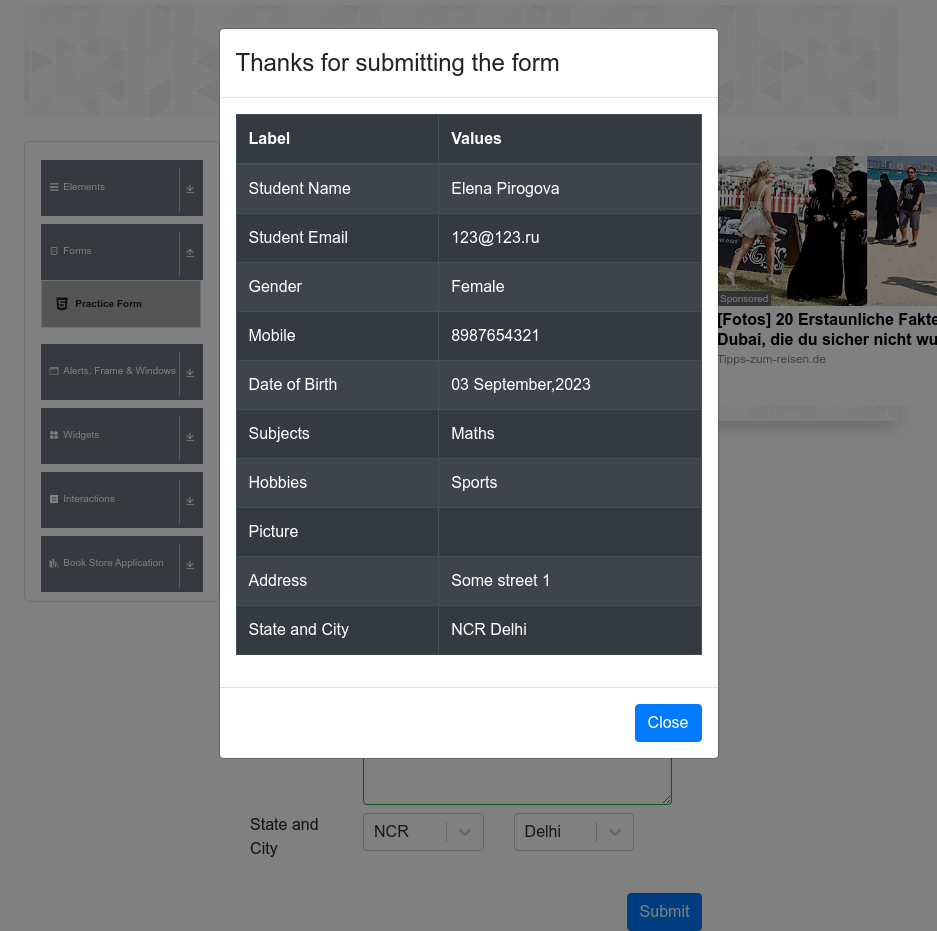 Thanks for submitting the form
Label Values
Student Name Elena Pirogova
Student Email 123@123.ru
Gender Female
Mobile 8987654321
Date of Birth 03 September,2023
Subjects Maths
Hobbies Sports
Picture
Address Some street 1
State and City NCR Delhi
Close
Elements
Forms
Practice Form
Alerts, Frame & Windows
Widgets
Interactions
Book Store Application
Sponsored
[Fotos] 20 Erstaunliche Fakte
Dubai, die du sicher nicht wu
Tipps-zum-reisen.de
State and
City
NCR
Delhi
Submit